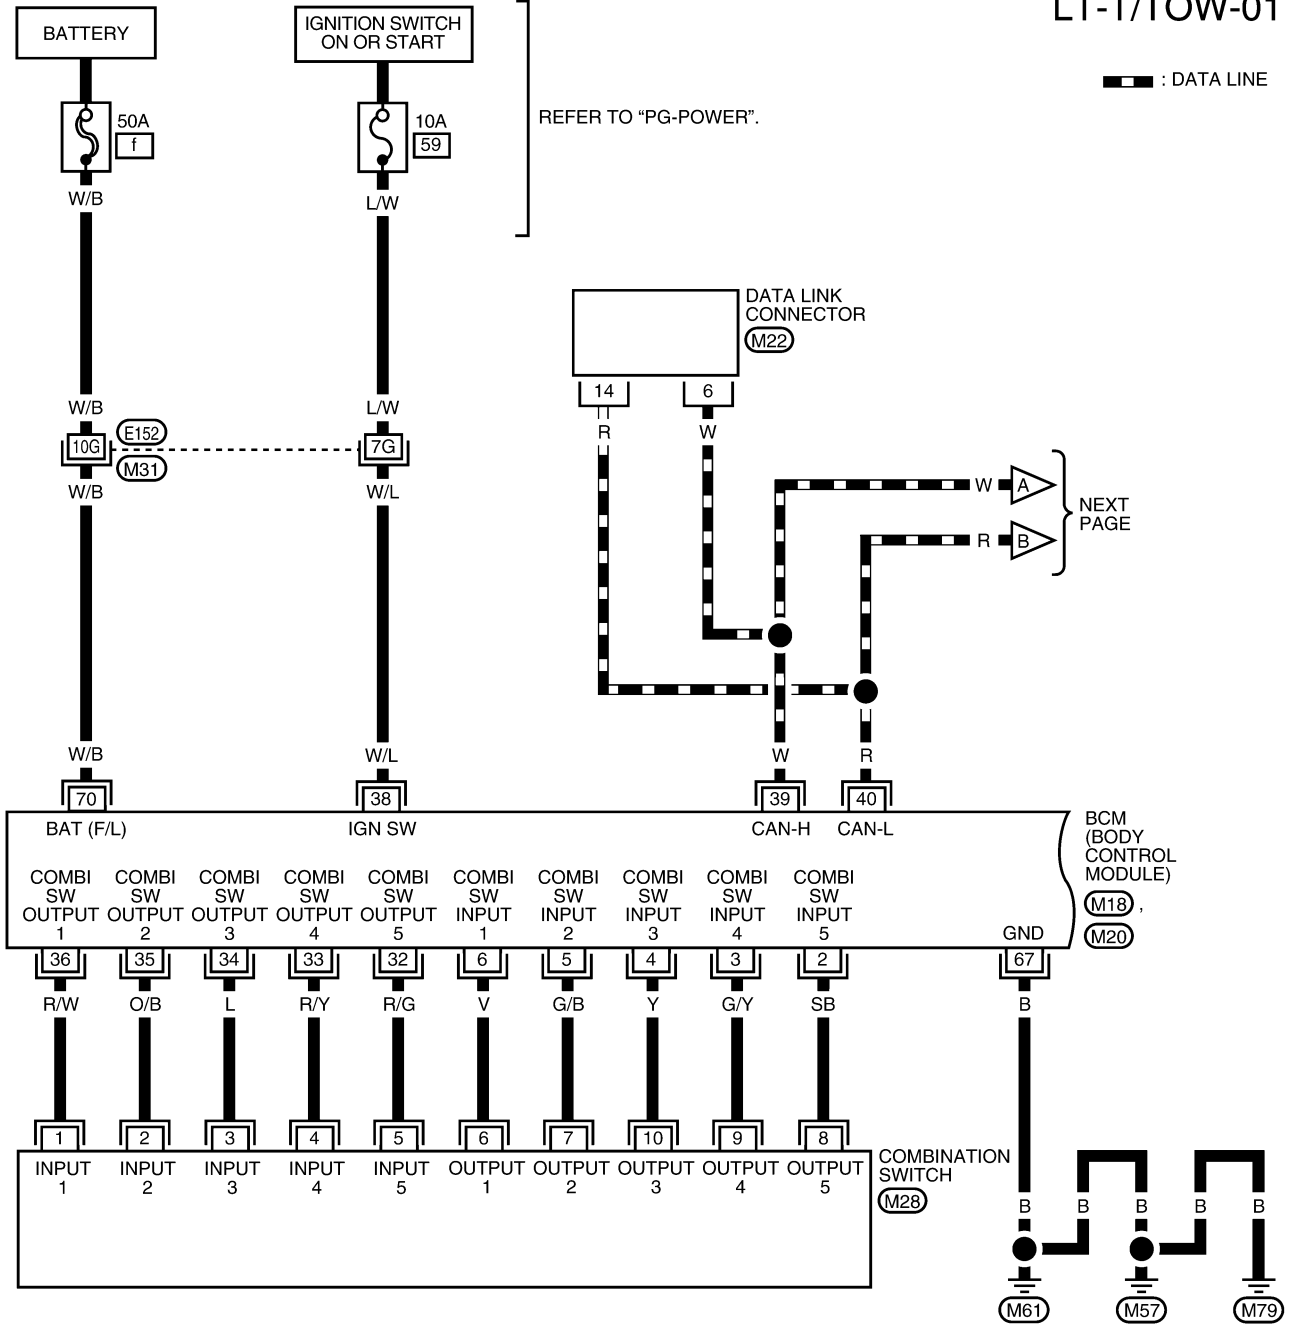 LT-T/TOW-01
BATTERY
IGNITION SWITCH
ON OR START
: DATA LINE
50A
f
10A
59
REFER TO “PG-POWER”.
W/B
L/W
DATA LINK
CONNECTOR
M22
14
6
R
W
W/B
L/W
10G
E152
M31
7G
W/B
W/L
W
A
R
B
NEXT
PAGE
W/B
W/L
W
R
70
38
39
40
BAT (F/L)
IGN SW
CAN-H
CAN-L
BCM
(BODY
CONTROL
MODULE)
M18 ,
M20
COMBI
SW
OUTPUT
1
COMBI
SW
OUTPUT
2
COMBI
SW
OUTPUT
3
COMBI
SW
OUTPUT
4
COMBI
SW
OUTPUT
5
COMBI
SW
INPUT
1
COMBI
SW
INPUT
2
COMBI
SW
INPUT
3
COMBI
SW
INPUT
4
COMBI
SW
INPUT
5
GND
36
35
34
33
32
6
5
4
3
2
67
R/W
O/B
L
R/Y
R/G
V
G/B
Y
G/Y
SB
B
1
2
3
4
5
6
7
10
9
8
INPUT
1
INPUT
2
INPUT
3
INPUT
4
INPUT
5
OUTPUT
1
OUTPUT
2
OUTPUT
3
OUTPUT
4
OUTPUT
5
COMBINATION
SWITCH
M28
B
B
B
B
B
M61
M57
M79